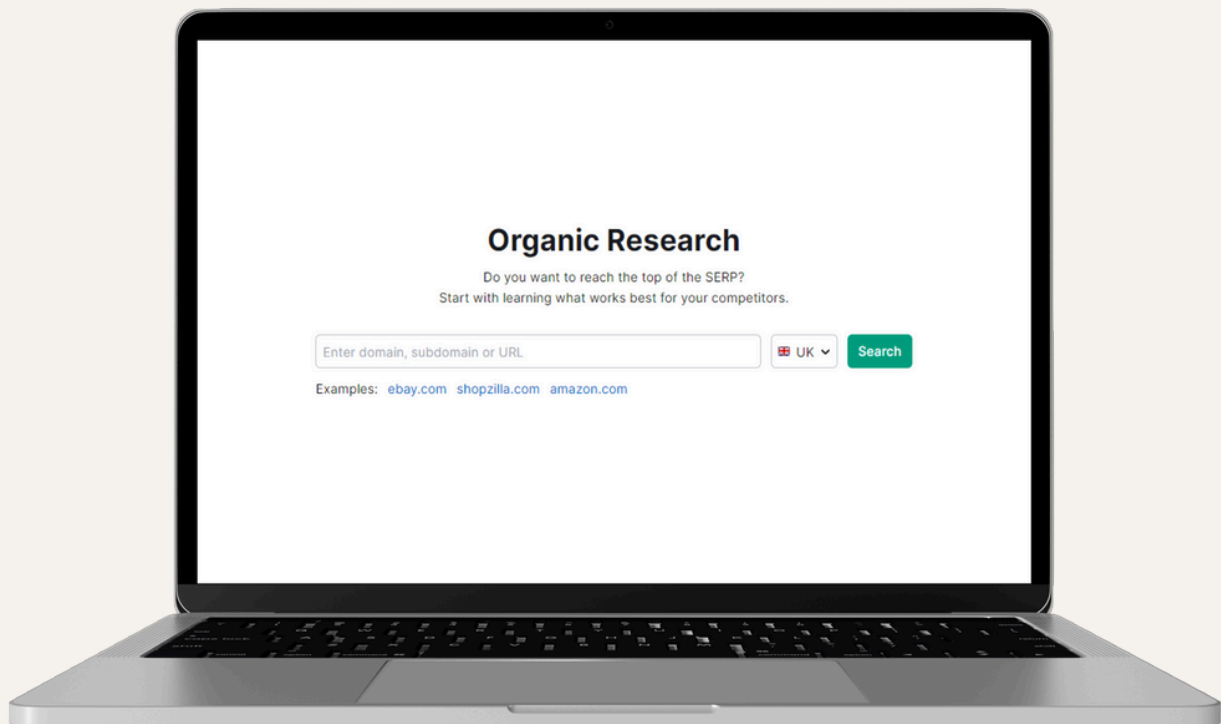 Organic Research
Do you want to reach the top of the SERP?
Start with learning what works best for your competitors.
Enter domain, subdomain or URL
UK
Search
Examples: ebay.com shopzilla.com amazon.com